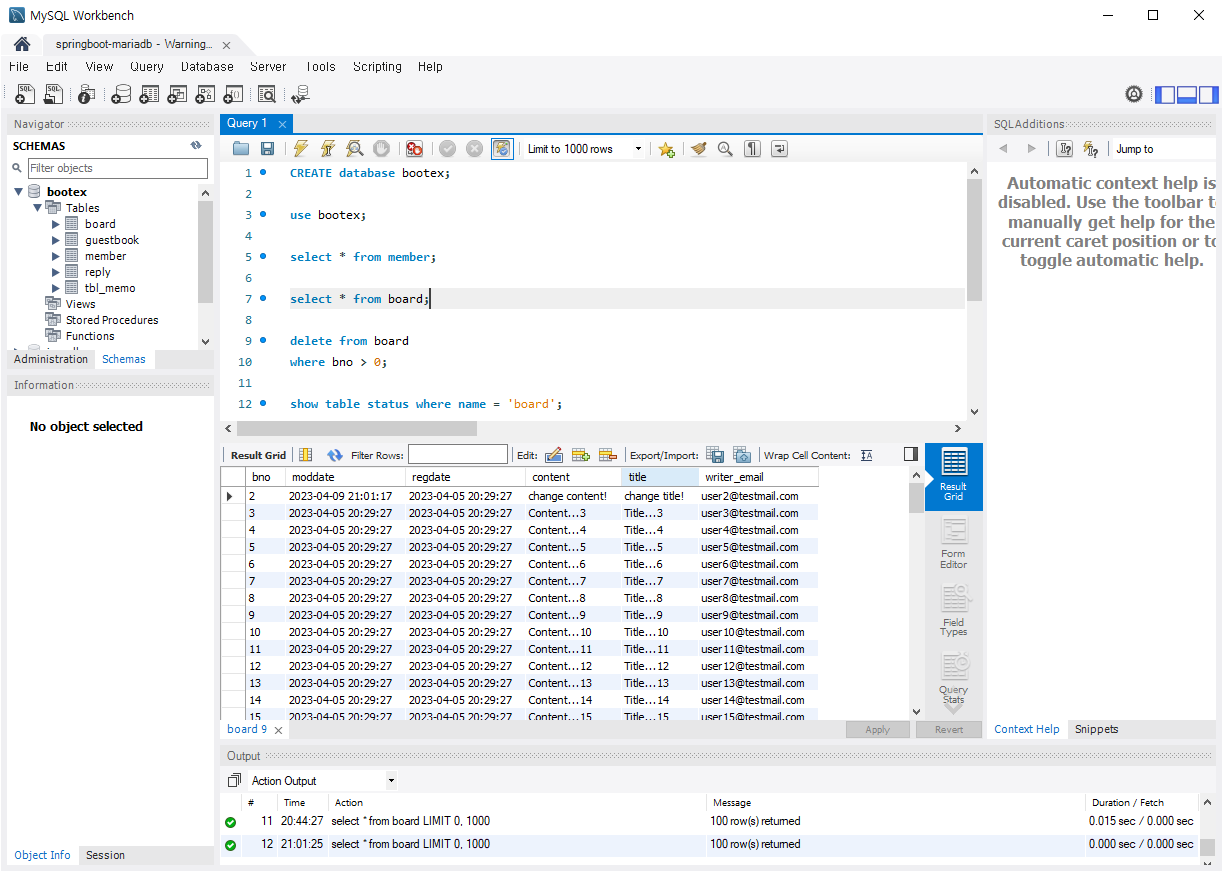 MySQL Workbench
springboot-mariadb - Warning...
File Edit View Query Database Server Tools Scripting Help
Navigator
SCHEMAS
Filter objects
bootex
Tables
board
guestbook
member
reply
tbl_memo
Views
Stored Procedures
Functions
Administration Schemas
Information
No object selected
Object Info Session
Query 1
Limit to 1000 rows
1 CREATE database bootex;
2
3 use bootex;
4
5 select * from member;
6
7 select * from board;
8
9 delete from board
10 where bno > 0;
11
12 show table status where name = 'board';
Result Grid Filter Rows: Edit: Export/Import: Wrap Cell Content:
bno moddate regdate content title writer_email
2 2023-04-09 21:01:17 2023-04-05 20:29:27 change content! change title! user2@testmail.com
3 2023-04-05 20:29:27 2023-04-05 20:29:27 Content...3 Title...3 user3@testmail.com
4 2023-04-05 20:29:27 2023-04-05 20:29:27 Content...4 Title...4 user4@testmail.com
5 2023-04-05 20:29:27 2023-04-05 20:29:27 Content...5 Title...5 user5@testmail.com
6 2023-04-05 20:29:27 2023-04-05 20:29:27 Content...6 Title...6 user6@testmail.com
7 2023-04-05 20:29:27 2023-04-05 20:29:27 Content...7 Title...7 user7@testmail.com
8 2023-04-05 20:29:27 2023-04-05 20:29:27 Content...8 Title...8 user8@testmail.com
9 2023-04-05 20:29:27 2023-04-05 20:29:27 Content...9 Title...9 user9@testmail.com
10 2023-04-05 20:29:27 2023-04-05 20:29:27 Content...10 Title...10 user10@testmail.com
11 2023-04-05 20:29:27 2023-04-05 20:29:27 Content...11 Title...11 user11@testmail.com
12 2023-04-05 20:29:27 2023-04-05 20:29:27 Content...12 Title...12 user12@testmail.com
13 2023-04-05 20:29:27 2023-04-05 20:29:27 Content...13 Title...13 user13@testmail.com
14 2023-04-05 20:29:27 2023-04-05 20:29:27 Content...14 Title...14 user14@testmail.com
15 2023-04-05 20:29:27 2023-04-05 20:29:27 Content...15 Title...15 user15@testmail.com
Result
Grid
Form
Editor
Field
Types
Query
Stats
board 9 Apply Revert
SQLAdditions
Jump to
Automatic context help is
disabled. Use the toolbar
manually get help for the
current caret position or to
toggle automatic help.
Context Help Snippets
Output
Action Output
# Time Action Message Duration / Fetch
11 20:44:27 select * from board LIMIT 0, 1000 100 row(s) returned 0.015 sec / 0.000 sec
12 21:01:25 select * from board LIMIT 0, 1000 100 row(s) returned 0.000 sec / 0.000 sec